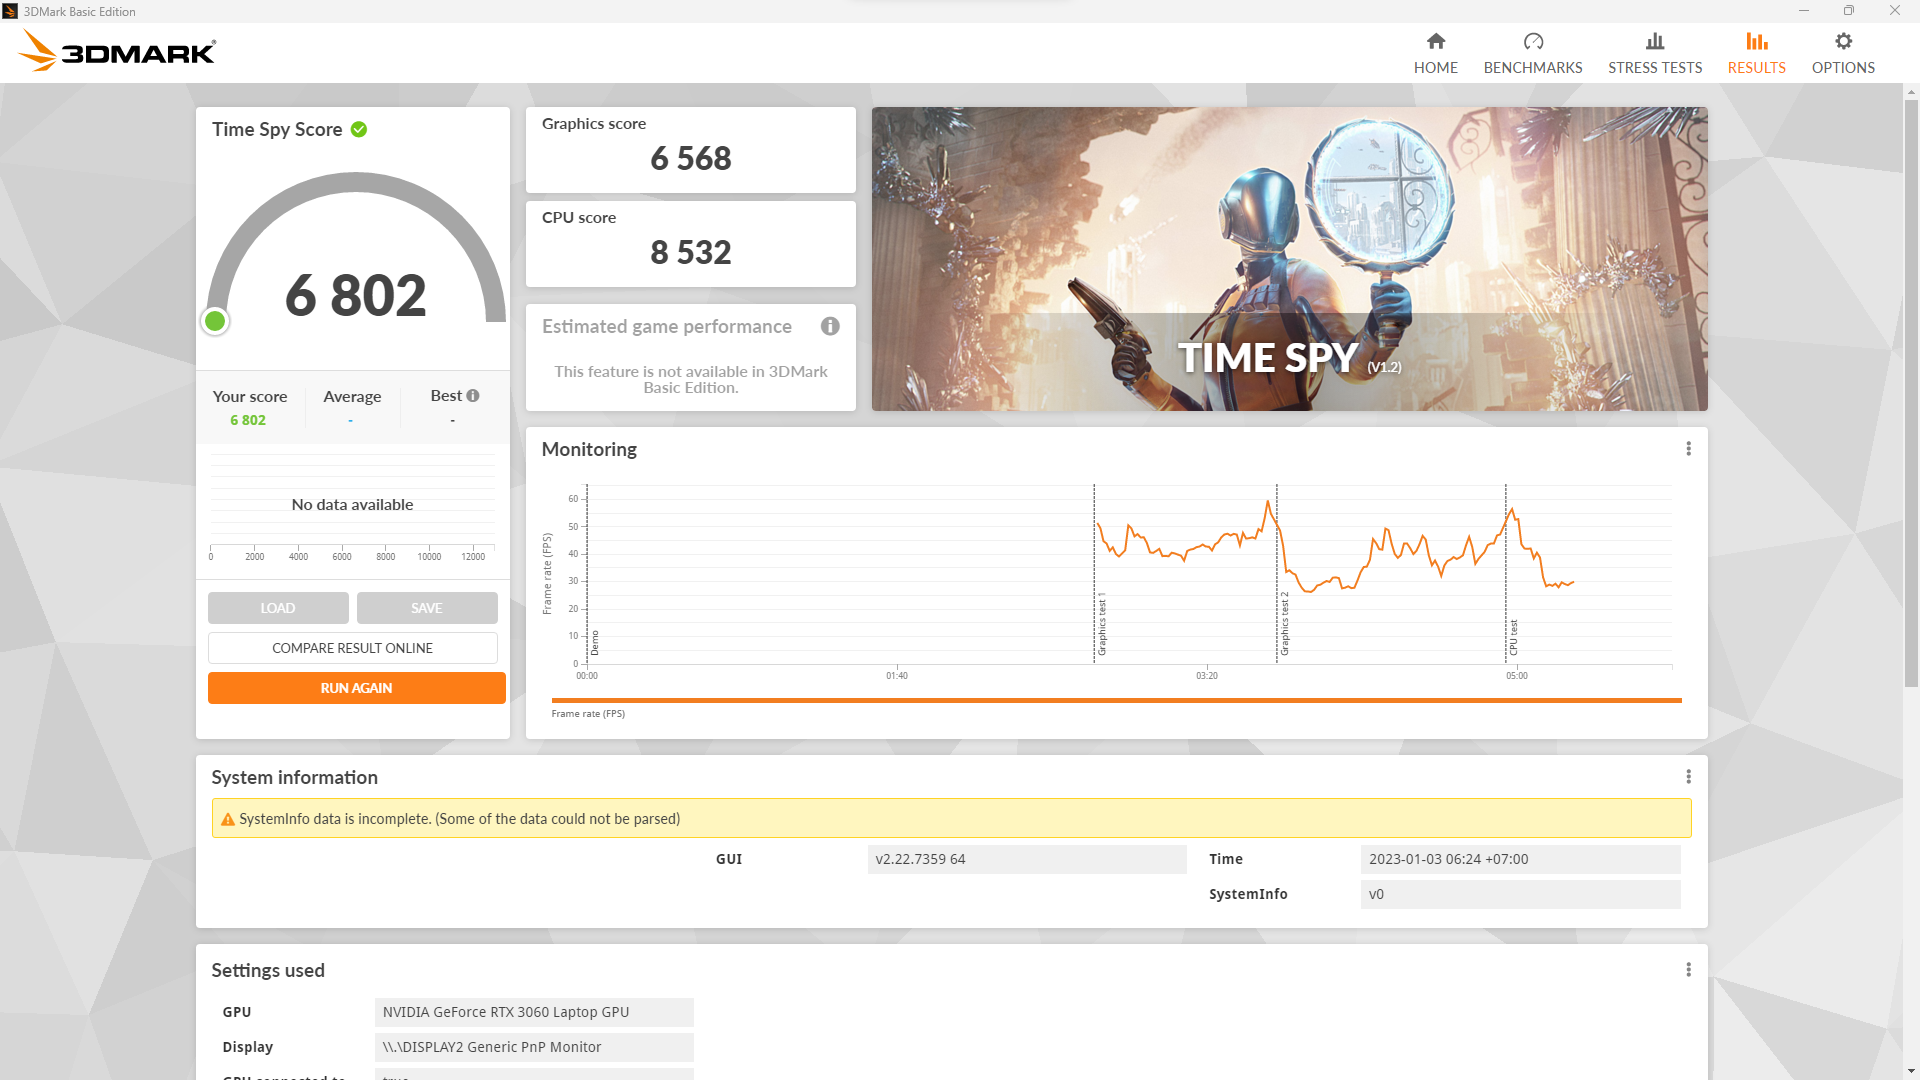 3DMark Basic Edition
3DMARK®
HOME
BENCHMARKS
STRESS TESTS
RESULTS
OPTIONS
Time Spy Score
6 802
Your score
6 802
Average
-
Best
-
No data available
0 2000 4000 6000 8000 10000 12000
LOAD
SAVE
COMPARE RESULT ONLINE
RUN AGAIN
Graphics score
6 568
CPU score
8 532
Estimated game performance
This feature is not available in 3DMark
Basic Edition.
TIME SPY (V1.2)
Monitoring
Frame rate (FPS)
60
50
40
30
20
10
0
Demo
Graphics test 1
Graphics test 2
CPU test
00:00 01:40 03:20 05:00
Frame rate (FPS)
System information
SystemInfo data is incomplete. (Some of the data could not be parsed)
GUI v2.22.7359 64
Time 2023-01-03 06:24 +07:00
SystemInfo v0
Settings used
GPU NVIDIA GeForce RTX 3060 Laptop GPU
Display \\.\DISPLAY2 Generic PnP Monitor